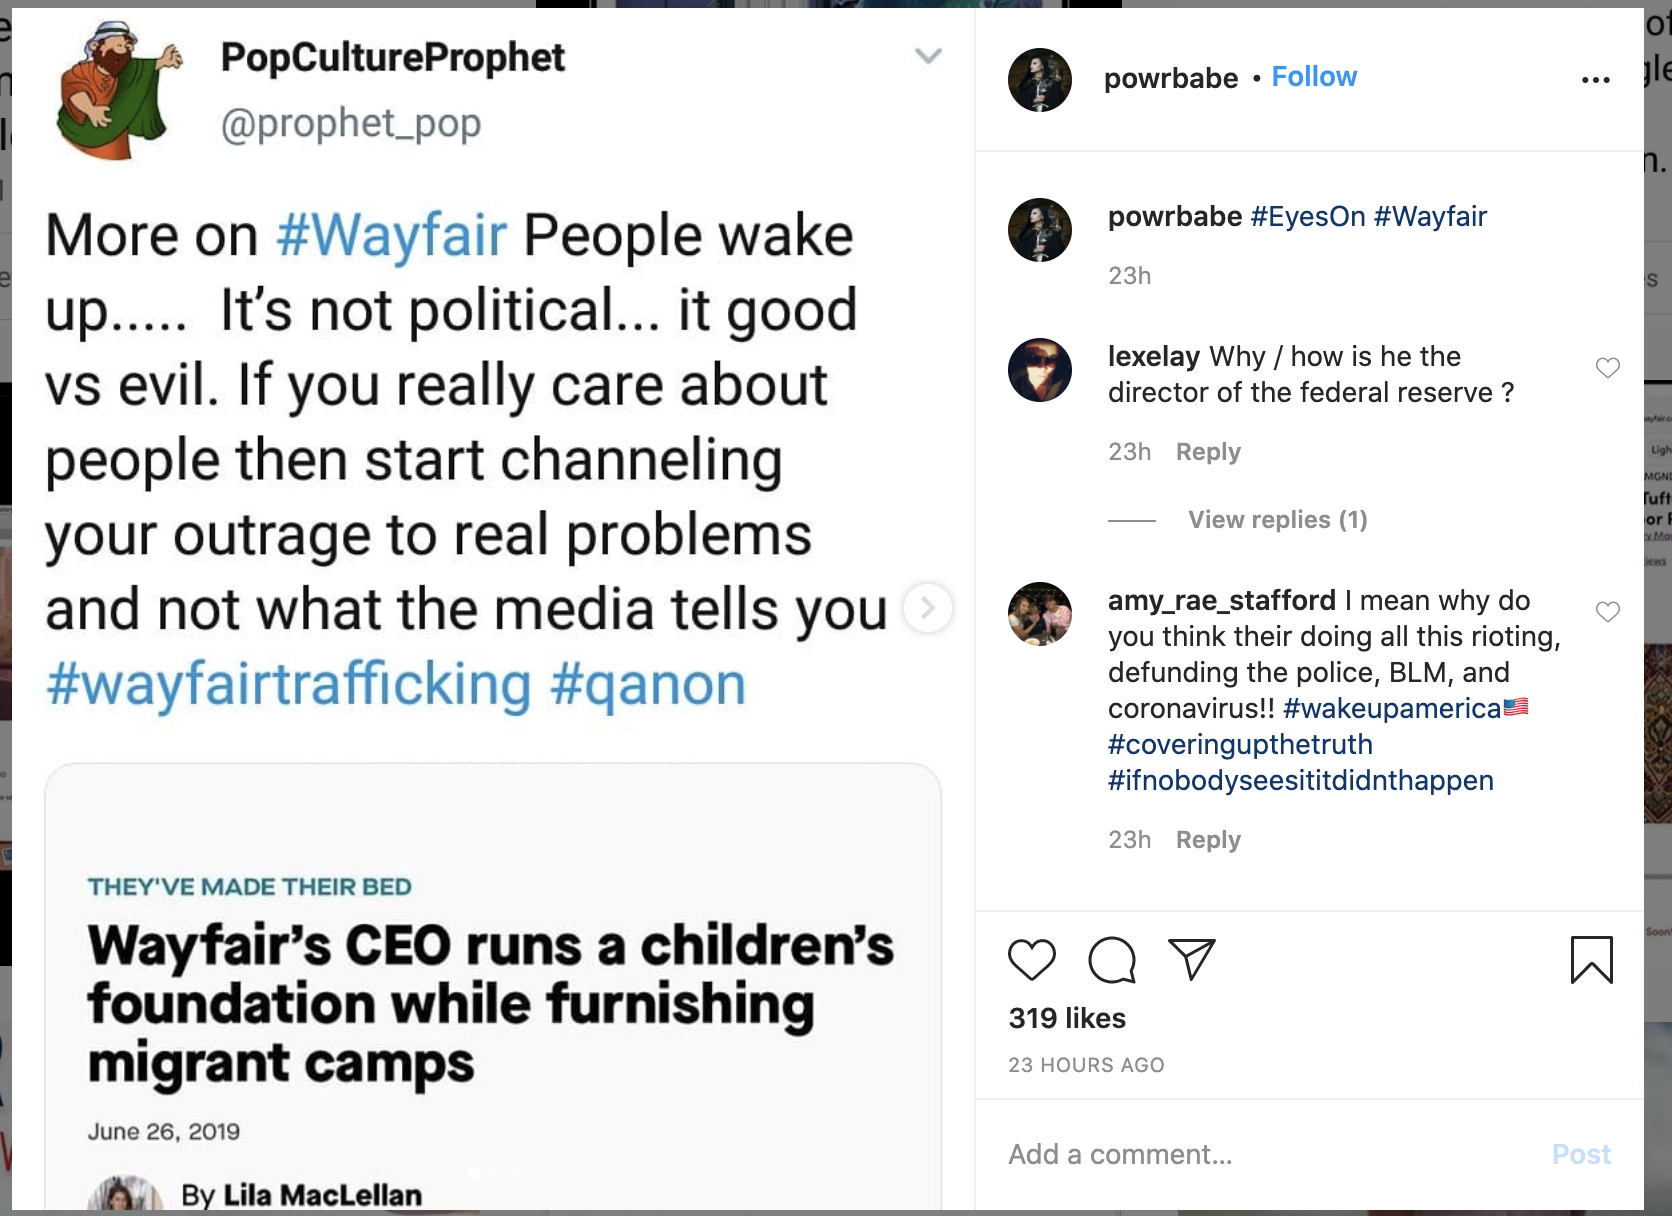 PopCultureProphet
@prophet_pop
More on #Wayfair People wake
up..... It's not political... it good
vs evil. If you really care about
people then start channeling
your outrage to real problems
and not what the media tells you
#wayfairtrafficking #qanon
THEY'VE MADE THEIR BED
Wayfair's CEO runs a children's
foundation while furnishing
migrant camps
June 26, 2019
By Lila MacLellan
powrbabe • Follow
powrbabe #EyesOn #Wayfair
23h
lexelay Why / how is he the
director of the federal reserve ?
23h Reply
View replies (1)
amy_rae_stafford I mean why do
you think their doing all this rioting,
defunding the police, BLM, and
coronavirus!! #wakeupamerica🇺🇸
#coveringupthetruth
#ifnobodyseesititdidnthappen
23h Reply
319 likes
23 HOURS AGO
Add a comment...
Post